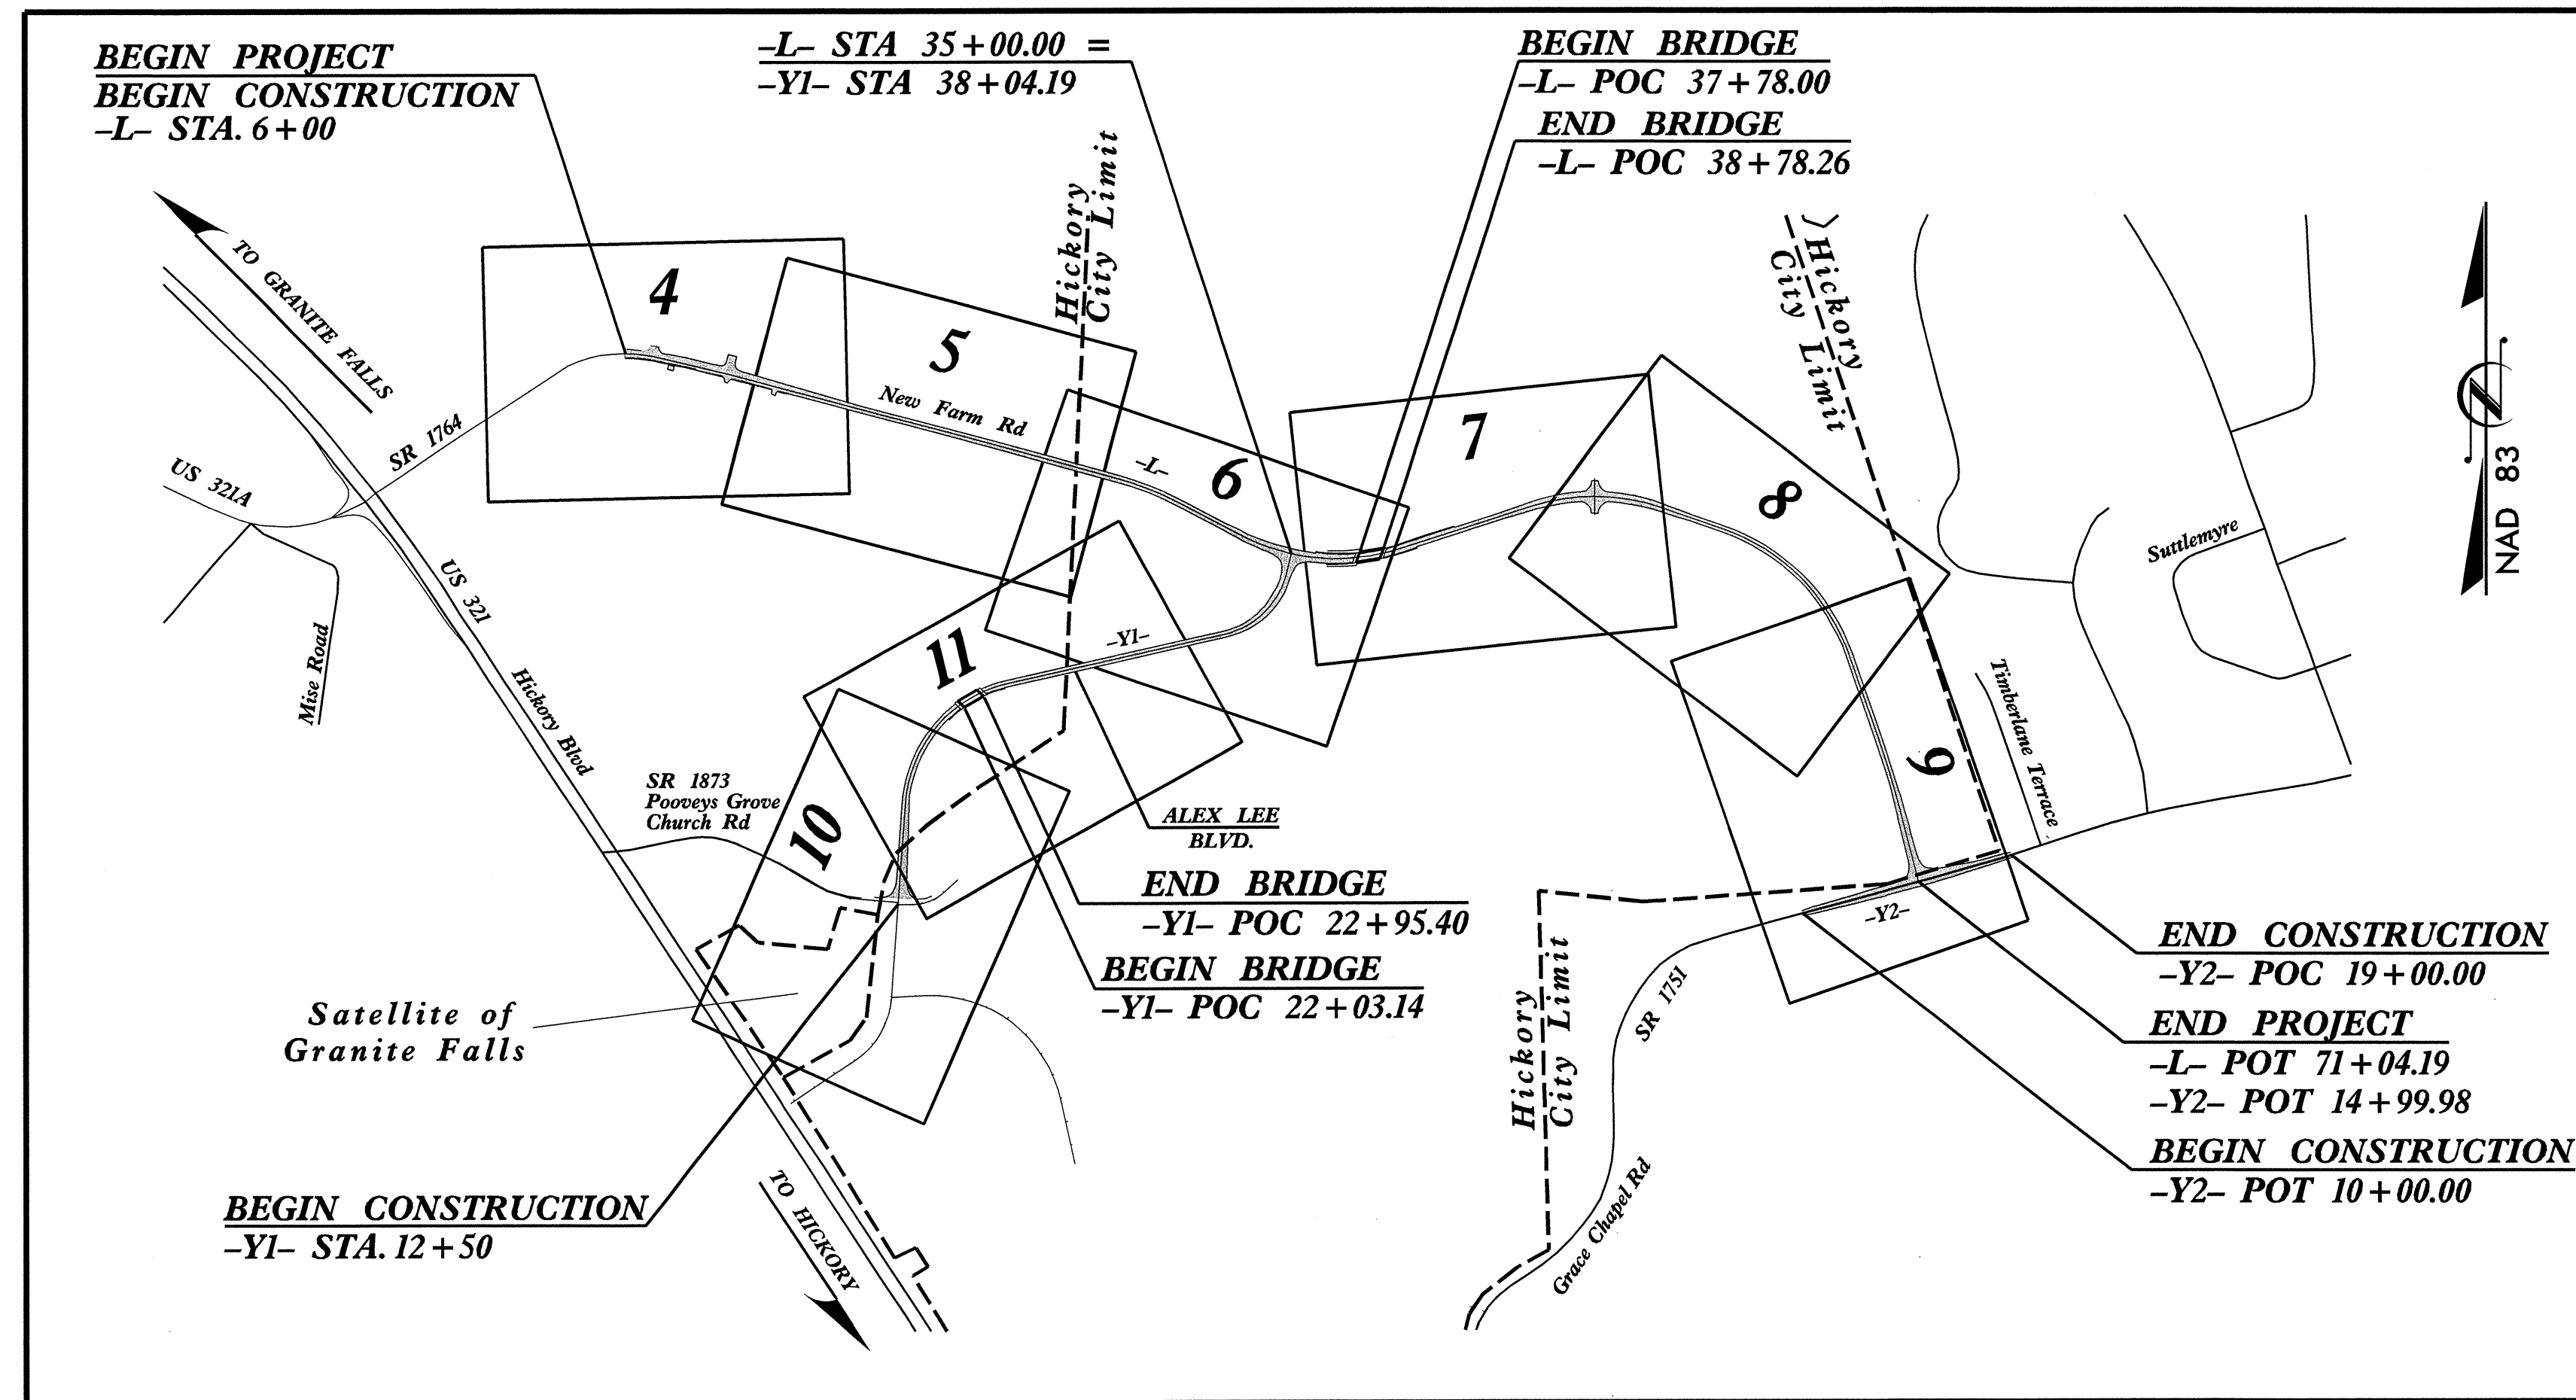 BEGIN PROJECT
BEGIN CONSTRUCTION
-L- STA. 6+00
-L- STA 35+00.00 =
-Y1- STA 38+04.19
BEGIN BRIDGE
-L- POC 37+78.00
END BRIDGE
-L- POC 38+78.26
TO GRANITE FALLS
4
5
Hickory
City Limit
Hickory
City Limit
New Farm Rd
-L-
6
7
8
SR 1764
US 321A
US 321
Mise Road
Hickory Blvd
11
-Y1-
Suttlemyre
NAD 83
Timberlane Terrace
9
SR 1873
Pooveys Grove
Church Rd
10
ALEX LEE
BLVD.
END BRIDGE
-Y1- POC 22+95.40
BEGIN BRIDGE
-Y1- POC 22+03.14
Satellite of
Granite Falls
-Y2-
SR 1751
Hickory
City Limit
Grace Chapel Rd
END CONSTRUCTION
-Y2- POC 19+00.00
END PROJECT
-L- POT 71+04.19
-Y2- POT 14+99.98
BEGIN CONSTRUCTION
-Y2- POT 10+00.00
BEGIN CONSTRUCTION
-Y1- STA. 12+50
TO HICKORY